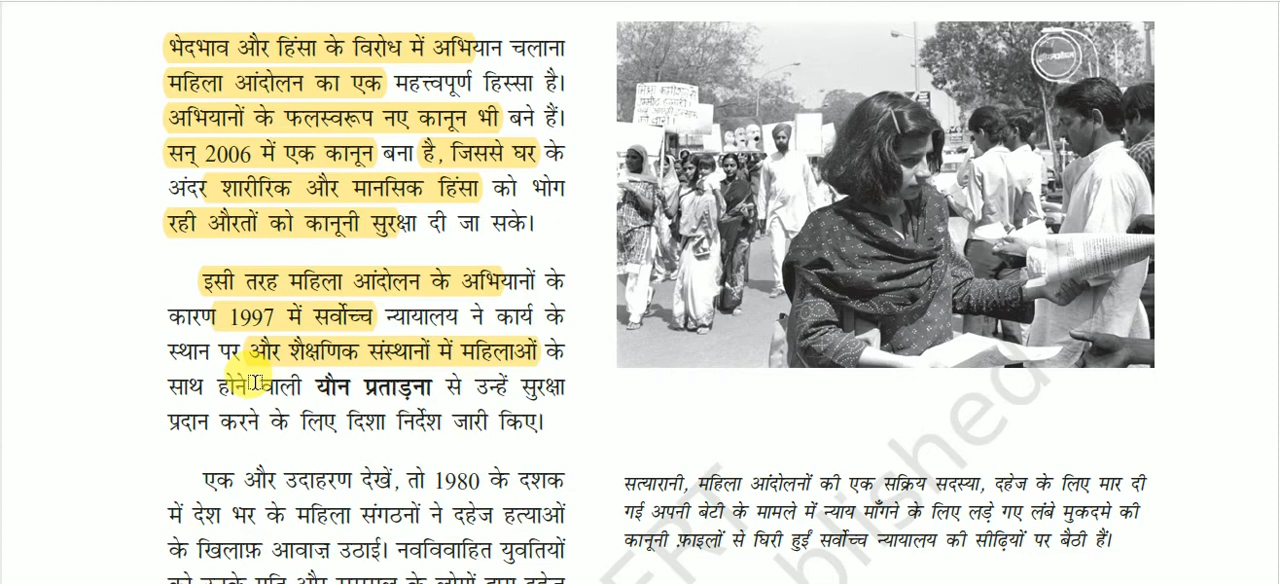 भेदभाव और हिंसा के विरोध में अभियान चलाना
महिला आंदोलन का एक महत्त्वपूर्ण हिस्सा है।
अभियानों के फलस्वरूप नए कानून भी बने हैं।
सन् 2006 में एक कानून बना है, जिससे घर के
अंदर शारीरिक और मानसिक हिंसा को भोग
रही औरतों को कानूनी सुरक्षा दी जा सके।
इसी तरह महिला आंदोलन के अभियानों के
कारण 1997 में सर्वोच्च न्यायालय ने कार्य के
स्थान पर और शैक्षणिक संस्थानों में महिलाओं के
साथ होने वाली यौन प्रताड़ना से उन्हें सुरक्षा
प्रदान करने के लिए दिशा निर्देश जारी किए।
एक और उदाहरण देखें, तो 1980 के दशक
में देश भर के महिला संगठनों ने दहेज हत्याओं
के खिलाफ़ आवाज़ उठाई। नवविवाहित युवतियों
सत्यारानी, महिला आंदोलनों की एक सक्रिय सदस्या, दहेज के लिए मार दी
गई अपनी बेटी के मामले में न्याय माँगने के लिए लड़े गए लंबे मुकदमे की
कानूनी फ़ाइलों से घिरी हुईं सर्वोच्च न्यायालय की सीढ़ियों पर बैठी हैं।